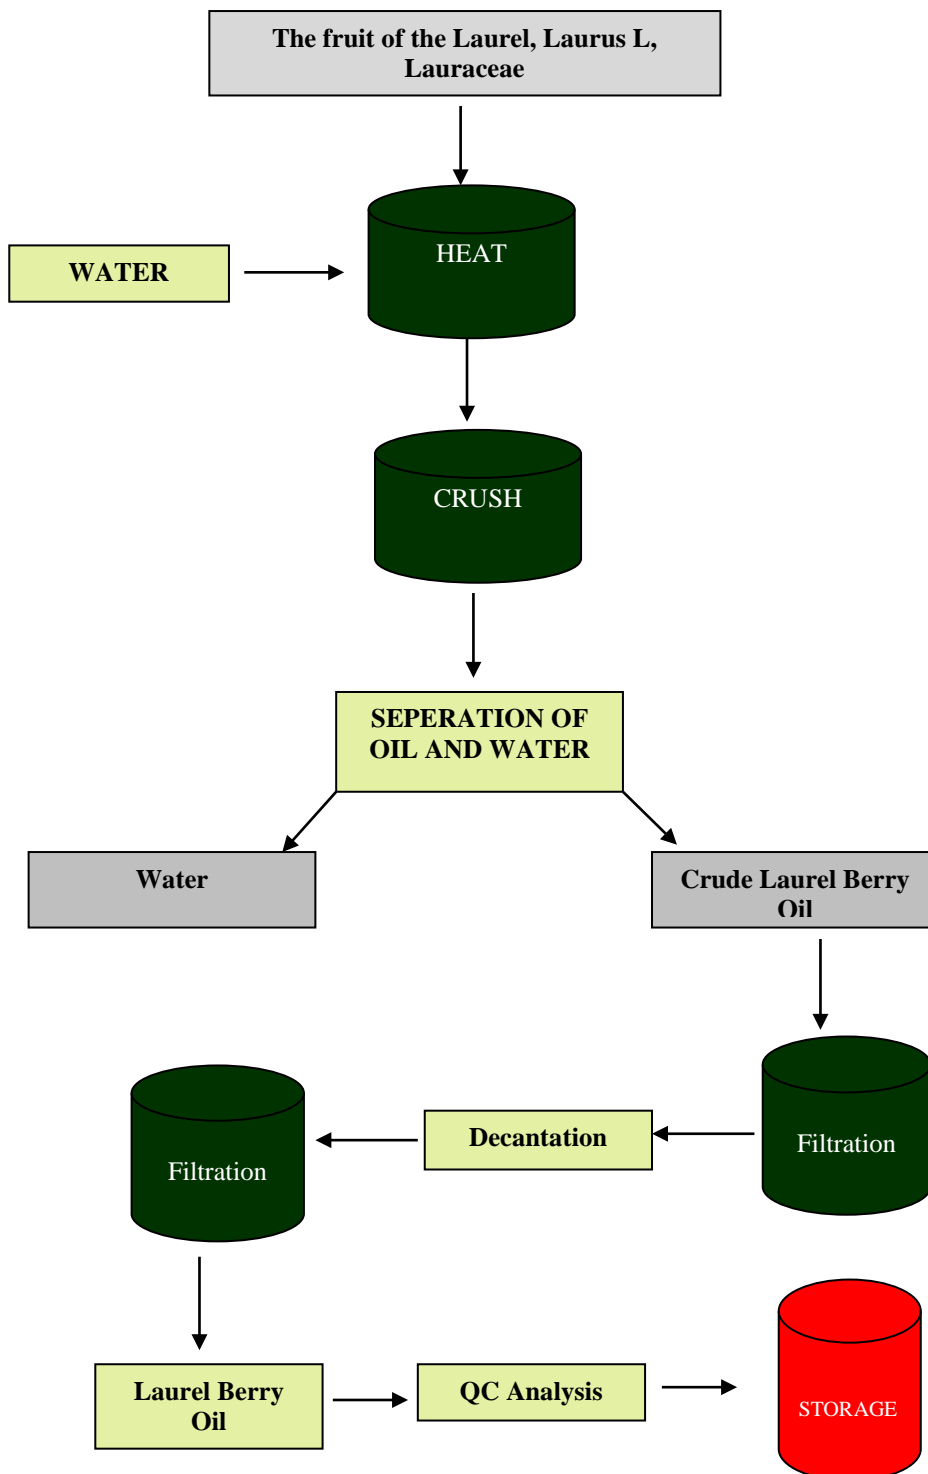 The fruit of the Laurel, Laurus L,
Lauraceae
HEAT
WATER
CRUSH
SEPERATION OF
OIL AND WATER
Water
Crude Laurel Berry
Oil
Filtration
Decantation
Filtration
Laurel Berry
Oil
QC Analysis
STORAGE